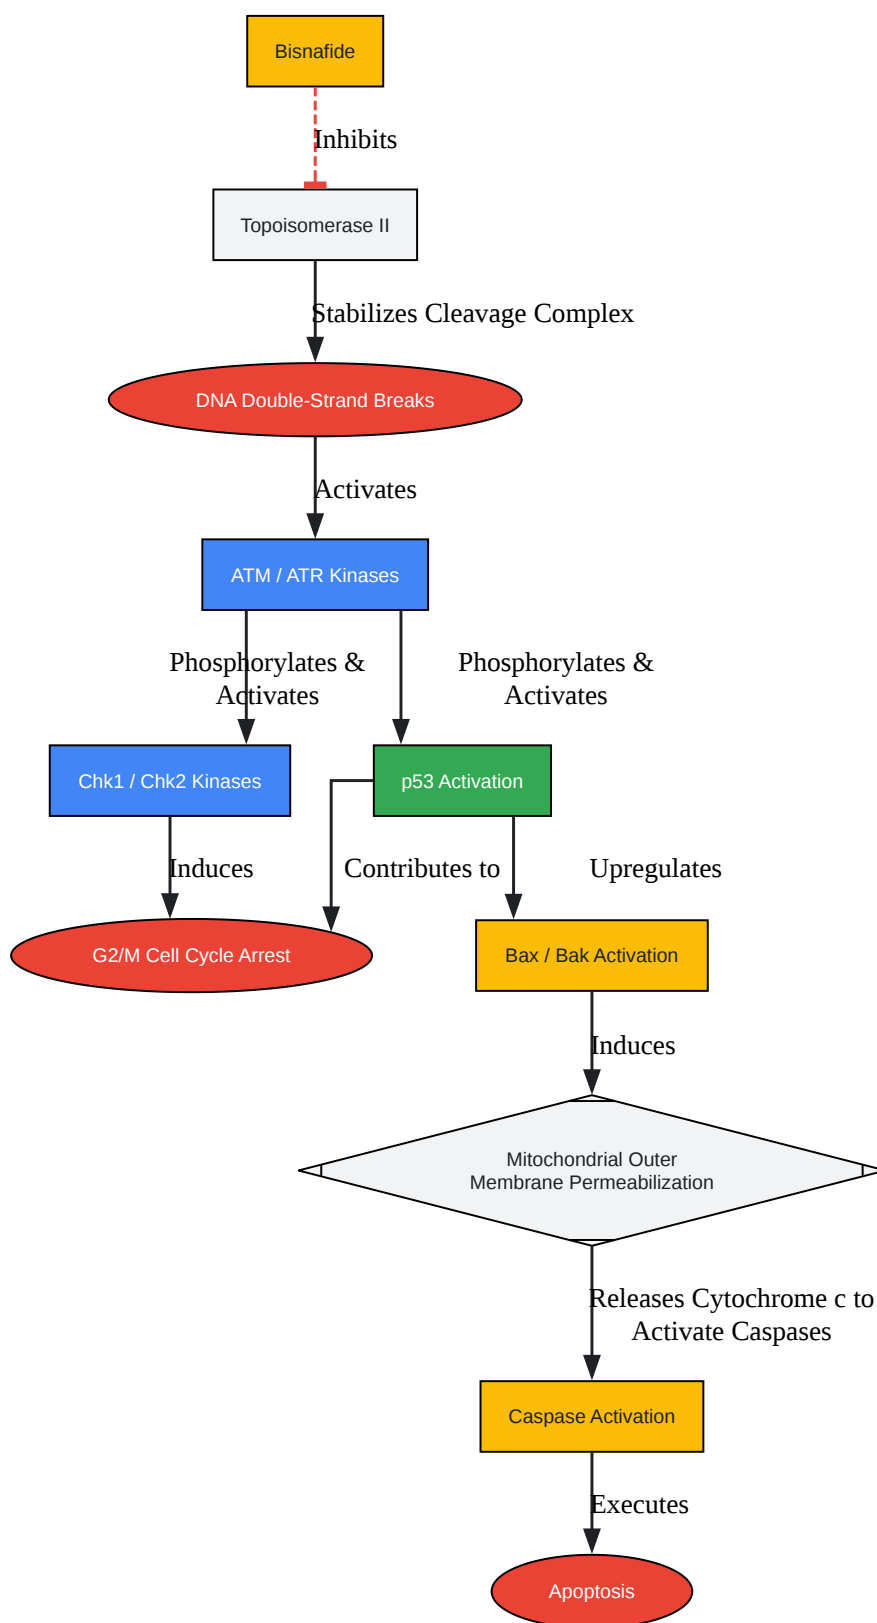 Bisnafide
Inhibits
Topoisomerase II
Stabilizes Cleavage Complex
DNA Double-Strand Breaks
Activates
ATM / ATR Kinases
Phosphorylates &
Activates
Phosphorylates &
Activates
Chk1 / Chk2 Kinases
p53 Activation
Induces
Contributes to
Upregulates
G2/M Cell Cycle Arrest
Bax / Bak Activation
Induces
Mitochondrial Outer
Membrane Permeabilization
Releases Cytochrome c to
Activate Caspases
Caspase Activation
Executes
Apoptosis